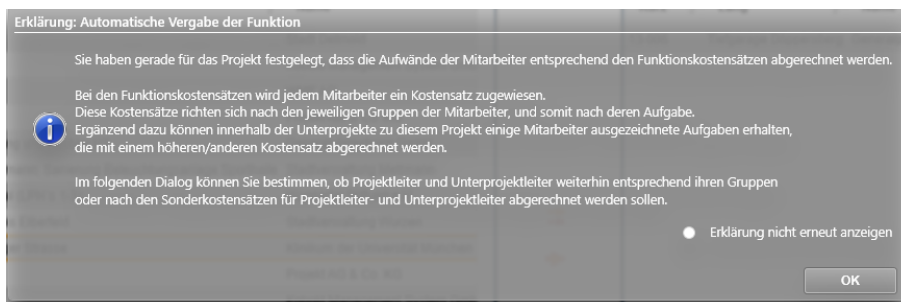 Erklärung: Automatische Vergabe der Funktion
Sie haben gerade für das Projekt festgelegt, dass die Aufwände der Mitarbeiter entsprechend den Funktionskostensätzen abgerechnet werden.
Bei den Funktionskostensätzen wird jedem Mitarbeiter ein Kostensatz zugewiesen.
Diese Kostensätze richten sich nach den jeweiligen Gruppen der Mitarbeiter, und somit nach deren Aufgabe.
Ergänzend dazu können innerhalb der Unterprojekte zu diesem Projekt einige Mitarbeiter ausgezeichnete Aufgaben erhalten,
die mit einem höheren/anderen Kostensatz abgerechnet werden.
Im folgenden Dialog können Sie bestimmen, ob Projektleiter und Unterprojektleiter weiterhin entsprechend ihren Gruppen
oder nach den Sonderkostensätzen für Projektleiter- und Unterprojektleiter abgerechnet werden sollen.
Erklärung nicht erneut anzeigen
OK